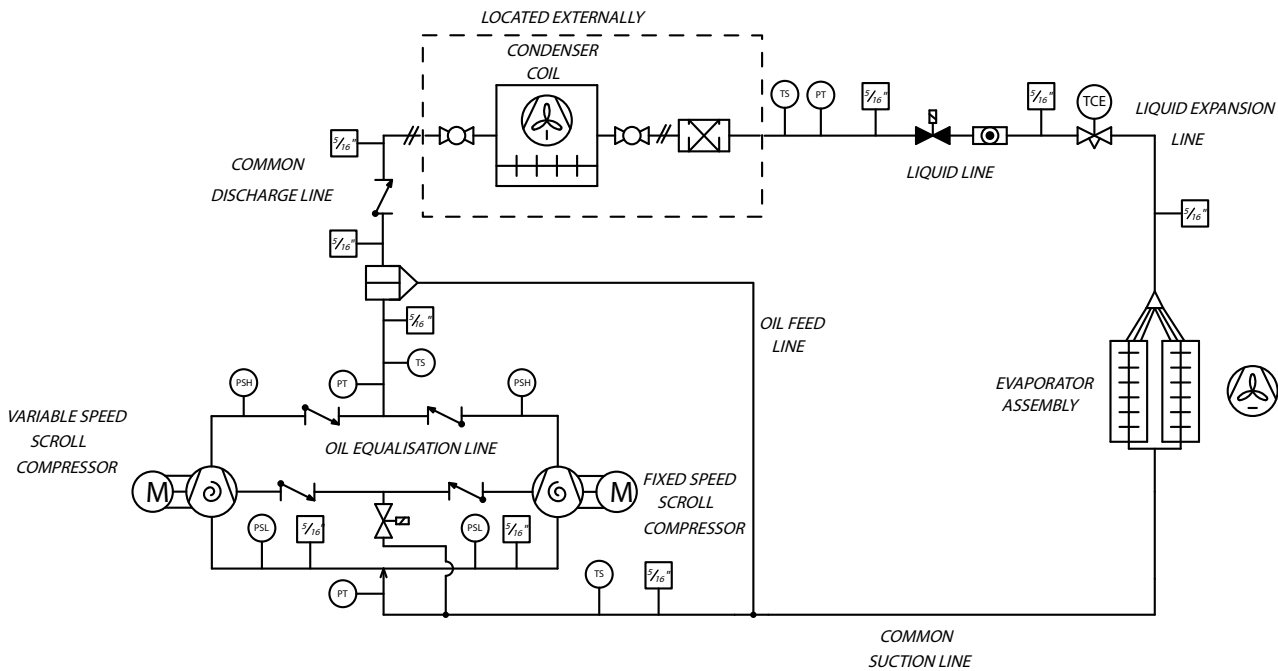 LOCATED EXTERNALLY
CONDENSER
COIL
TS
PT
5/16"
5/16"
TCE
LIQUID EXPANSION
LINE
5/16"
COMMON
DISCHARGE LINE
LIQUID LINE
5/16"
5/16"
5/16"
OIL FEED
LINE
TS
PT
PSH
PSH
EVAPORATOR
ASSEMBLY
VARIABLE SPEED
SCROLL
COMPRESSOR
OIL EQUALISATION LINE
M
M
FIXED SPEED
SCROLL
COMPRESSOR
PSL
5/16"
PSL
5/16"
PT
TS
5/16"
COMMON
SUCTION LINE